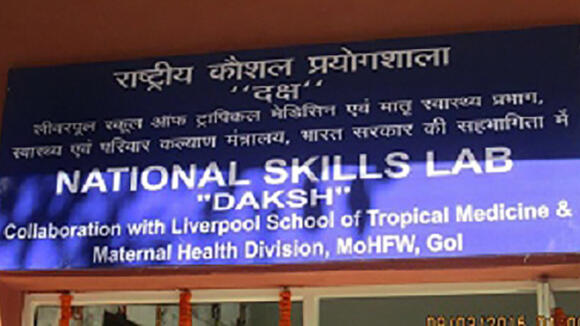 राष्ट्रीय कौशल प्रयोगशाला
"दक्ष"
लीवरपूल स्कूल ऑफ ट्रापिकल मेडिसिन एवं मातृ स्वास्थ्य प्रभाग,
स्वास्थ्य एवं परिवार कल्याण मंत्रालय, भारत सरकार की सहभागिता में
NATIONAL SKILLS LAB
"DAKSH"
Collaboration with Liverpool School of Tropical Medicine &
Maternal Health Division, MoHFW, GoI